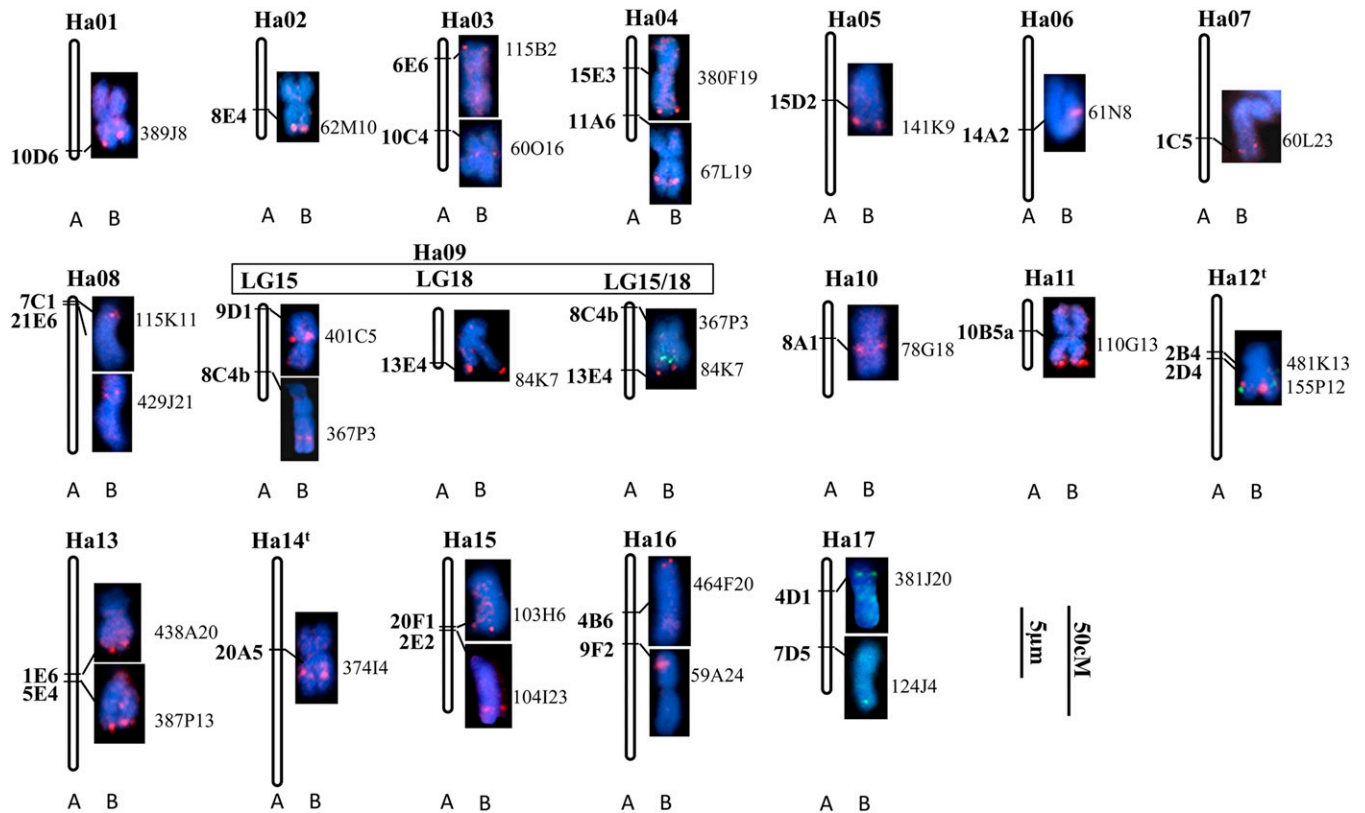 Ha01 Ha02 Ha03 Ha04 Ha05 Ha06 Ha07
10D6 389J8
8E4 62M10
6E6 115B2
10C4 60O16
15E3 380F19
11A6 67L19
15D2 141K9
14A2 61N8
1C5 60L23
A B A B A B A B A B A B A B
Ha09
Ha08 LG15 LG18 LG15/18 Ha10 Ha11 Ha12ᵗ
7C1 115K11
21E6 429J21
9D1 401C5
8C4b 367P3
13E4 84K7
8C4b 367P3
13E4 84K7
8A1 78G18
10B5a 110G13
2B4 481K13
2D4 155P12
A B A B A B A B A B A B A B
Ha13 Ha14ᵗ Ha15 Ha16 Ha17
1E6 438A20
5E4 387P13
20A5 374I4
20F1 103H6
2E2 104I23
4B6 464F20
9F2 59A24
4D1 381J20
7D5 124J4
5μm
50cM
A B A B A B A B A B